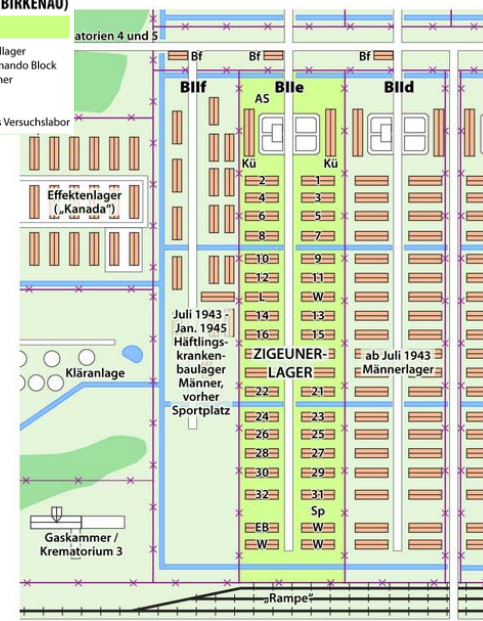 BIRKENAU)
atorien 4 und 5
llager
mando Block
ner
s Versuchslabor
Bf
Bf
Bf
BIIf
BIIe
BIId
AS
Kü
Kü
Effektenlager
(„Kanada“)
2
1
4
3
6
5
8
7
10
9
12
11
L
W
14
13
16
15
Juli 1943 -
Jan. 1945
Häftlings-
kranken-
baulager
Männer,
vorher
Sportplatz
ZIGEUNER-
LAGER
ab Juli 1943
Männerlager
Kläranlage
22
21
24
23
26
25
28
27
30
29
32
31
Sp
EB
W
W
W
Gaskammer /
Krematorium 3
„Rampe“